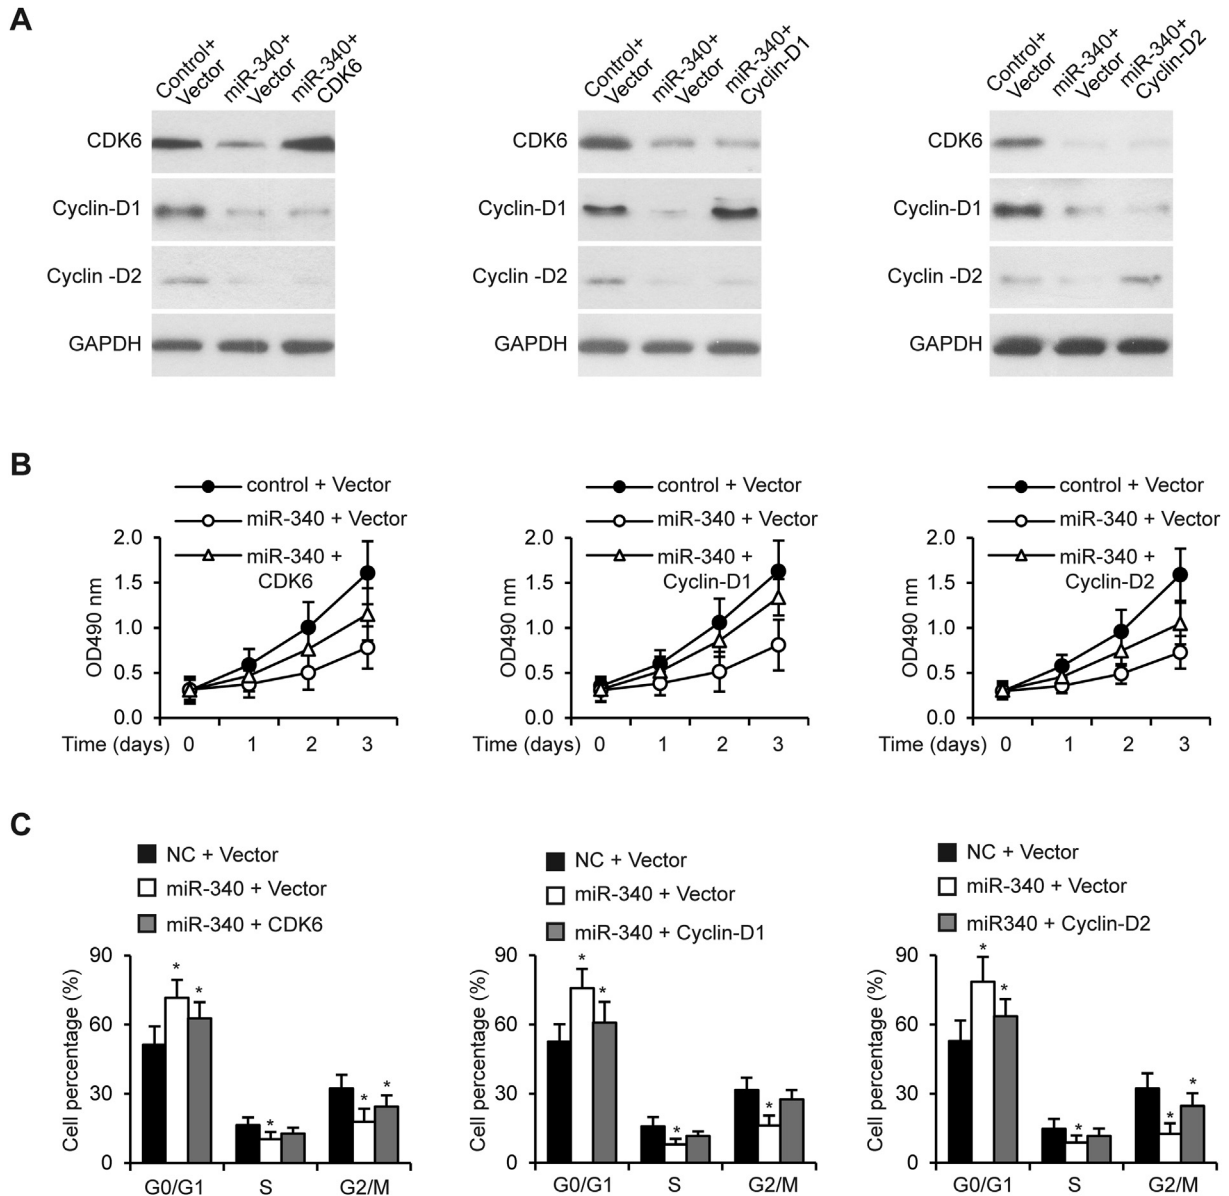 A
Control+
Vector
miR-340+
Vector
miR-340+
CDK6
CDK6
Cyclin-D1
Cyclin -D2
GAPDH
Control+
Vector
miR-340+
Vector
miR-340+
Cyclin-D1
CDK6
Cyclin-D1
Cyclin -D2
GAPDH
Control+
Vector
miR-340+
Vector
miR-340+
Cyclin-D2
CDK6
Cyclin-D1
Cyclin -D2
GAPDH
B
control + Vector
miR-340 + Vector
miR-340 +
CDK6
OD490 nm
2.0
1.5
1.0
0.5
0.0
Time (days) 0 1 2 3
control + Vector
miR-340 + Vector
miR-340 +
Cyclin-D1
OD490 nm
2.0
1.5
1.0
0.5
0.0
Time (days) 0 1 2 3
control + Vector
miR-340 + Vector
miR-340 +
Cyclin-D2
OD490 nm
2.0
1.5
1.0
0.5
0.0
Time (days) 0 1 2 3
C
NC + Vector
miR-340 + Vector
miR-340 + CDK6
Cell percentage (%)
90
60
30
0
* * * * *
G0/G1 S G2/M
NC + Vector
miR-340 + Vector
miR-340 + Cyclin-D1
Cell percentage (%)
90
60
30
0
* * * *
G0/G1 S G2/M
NC + Vector
miR-340 + Vector
miR340 + Cyclin-D2
Cell percentage (%)
90
60
30
0
* * * * *
G0/G1 S G2/M